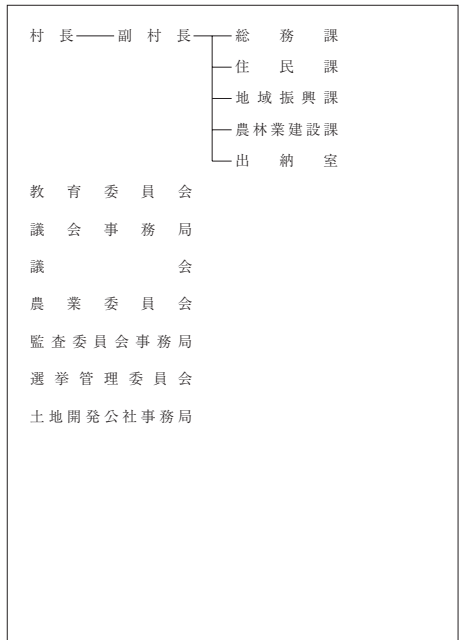 村長 副村長 総務課
住民課
地域振興課
農林業建設課
出納室
教育委員会
議会事務局
議会
農業委員会
監査委員会事務局
選挙管理委員会
土地開発公社事務局